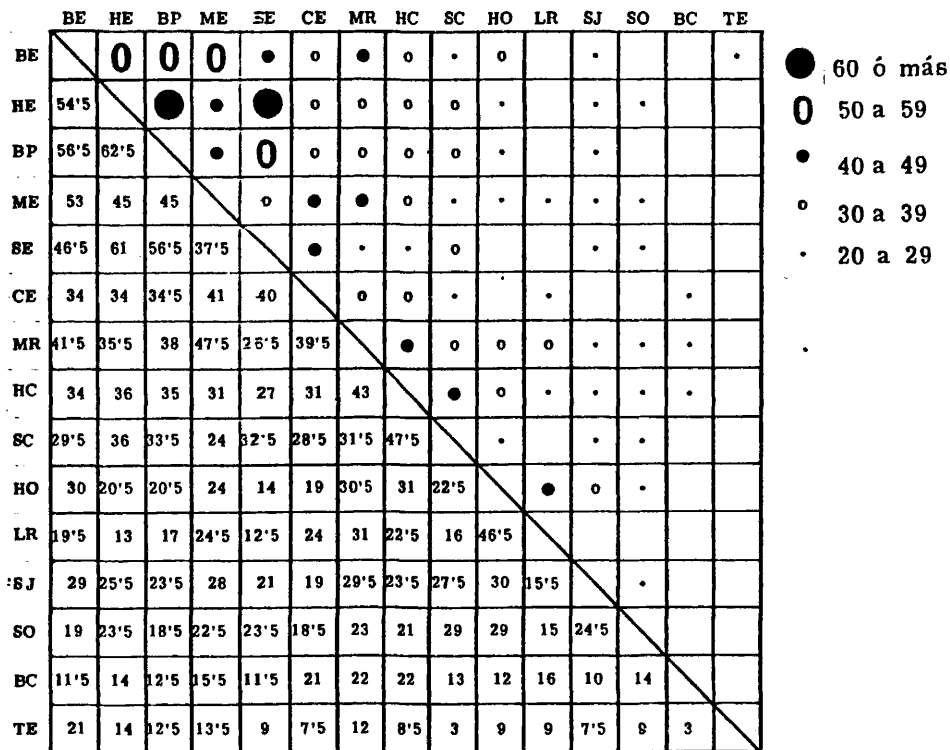 BE HE BP ME SE CE MR HC SC HO LR SJ SO BC TE
BE
60 ó más
HE 54'5
50 a 59
BP 56'5 62'5
40 a 49
ME 53 45 45
30 a 39
SE 46'5 61 56'5 37'5
20 a 29
CE 34 34 34'5 41 40
MR 41'5 35'5 38 47'5 26'5 39'5
HC 34 36 35 31 27 31 43
SC 29'5 36 33'5 24 32'5 28'5 31'5 47'5
HO 30 20'5 20'5 24 14 19 30'5 31 22'5
LR 19'5 13 17 24'5 12'5 24 31 22'5 16 46'5
SJ 29 25'5 23'5 28 21 19 29'5 23'5 27'5 30 15'5
SO 19 23'5 18'5 22'5 23'5 18'5 23 21 29 29 15 24'5
BC 11'5 14 12'5 15'5 11'5 21 22 22 13 12 16 10 14
TE 21 14 12'5 13'5 9 7'5 12 8'5 3 9 9 7'5 9 3